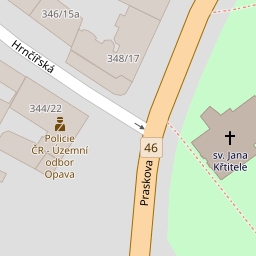 346/15a
Hrnčířská
348/17
344/22
Policie
ČR - Územní
odbor
Opava
46
Praskova
sv. Jana
Křtitele